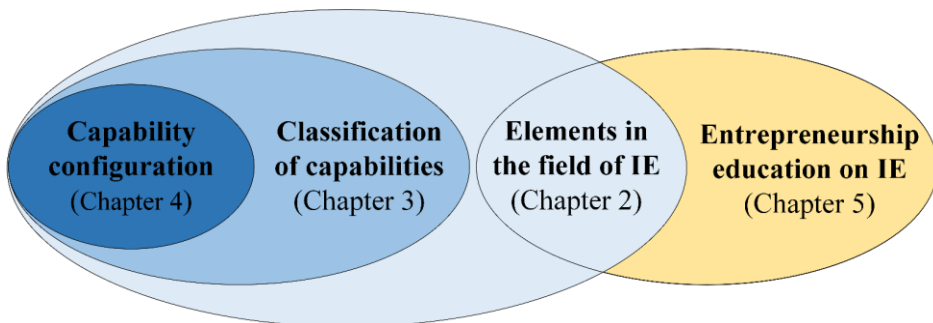 Capability
configuration
(Chapter 4)
Classification
of capabilities
(Chapter 3)
Elements in
the field of IE
(Chapter 2)
Entrepreneurship
education on IE
(Chapter 5)